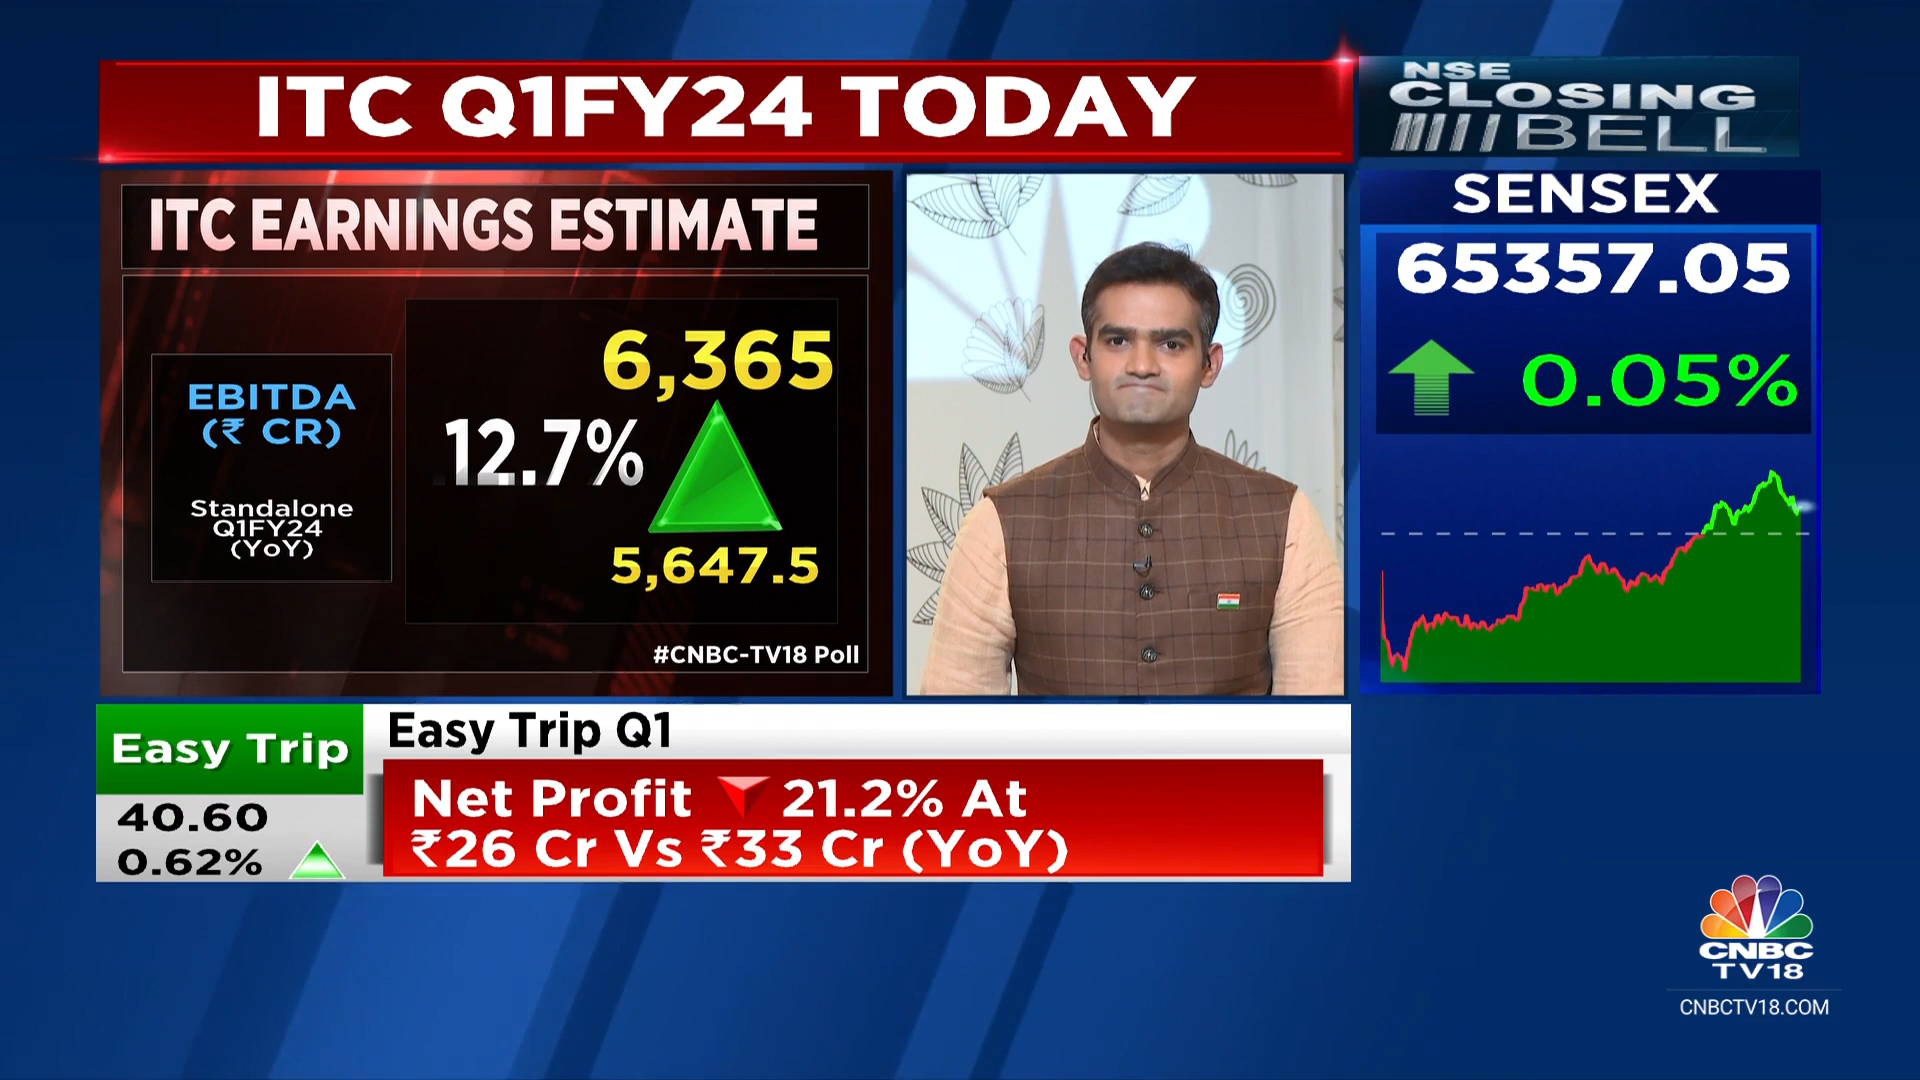 ITC Q1FY24 TODAY
NSE
CLOSING
BELL
ITC EARNINGS ESTIMATE
EBITDA
(₹ CR)
Standalone
Q1FY24
(YoY)
6,365
12.7%
5,647.5
#CNBC-TV18 Poll
SENSEX
65357.05
0.05%
Easy Trip
40.60
0.62%
Easy Trip Q1
Net Profit 21.2% At
₹26 Cr Vs ₹33 Cr (YoY)
CNBC
TV18
CNBCTV18.COM